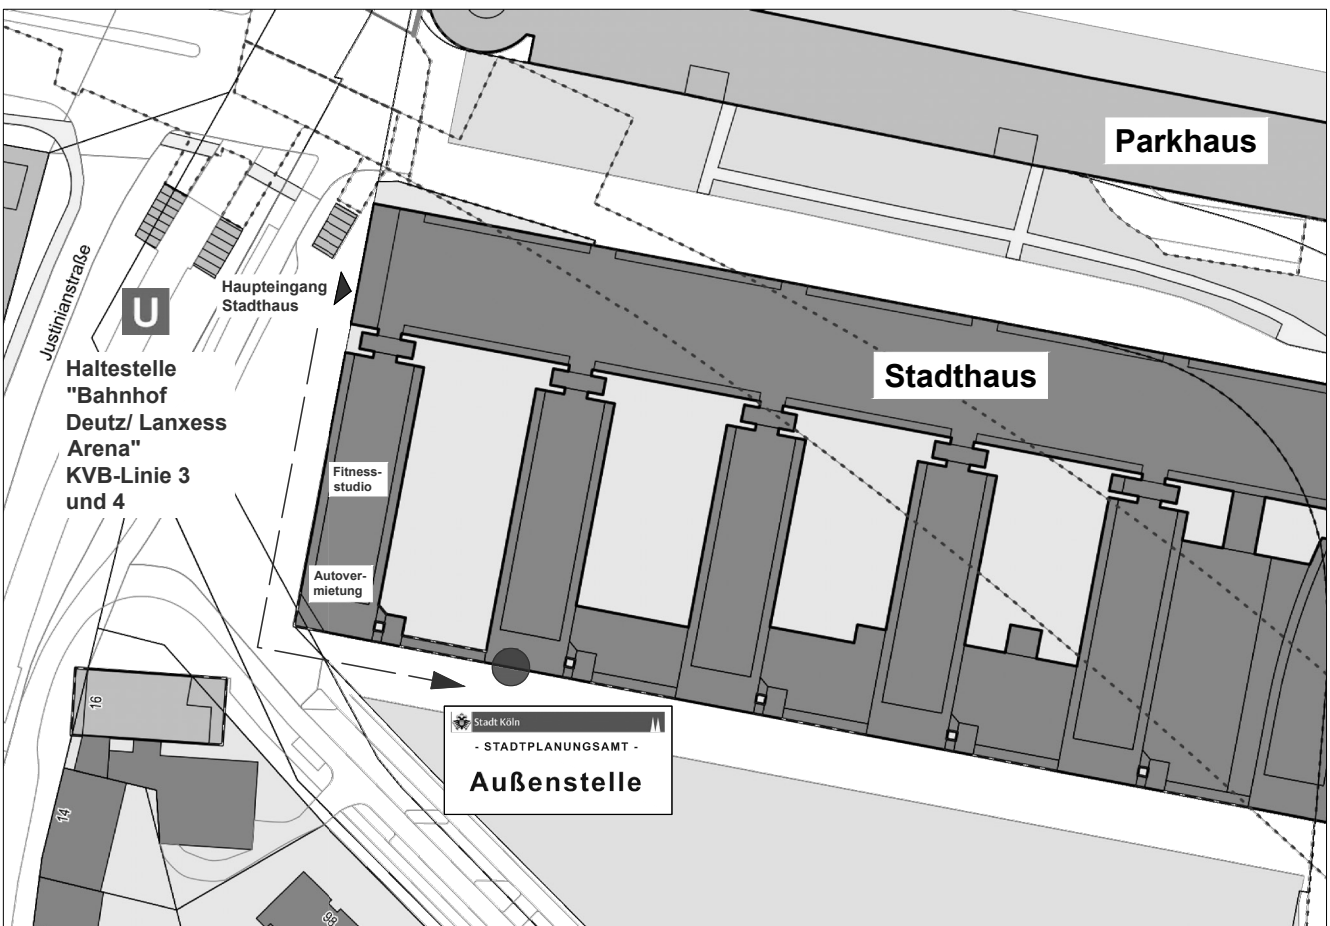 Parkhaus
Justinianstraße
U
Haupteingang
Stadthaus
Haltestelle
"Bahnhof
Deutz/ Lanxess
Arena"
KVB-Linie 3
und 4
Stadthaus
Fitness-
studio
Autover-
mietung
16
14
98
Stadt Köln
- STADTPLANUNGSAMT -
Außenstelle